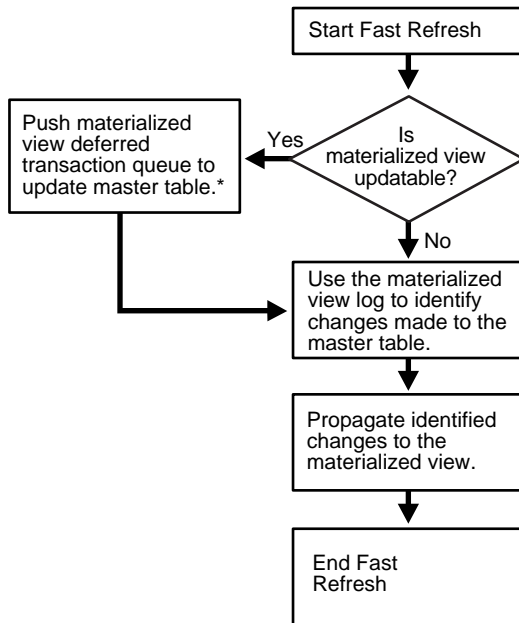 Start Fast Refresh
Push materialized
view deferred
transaction queue to
update master table.*
Yes
Is
materialized view
updatable?
No
Use the materialized
view log to identify
changes made to the
master table.
Propagate identified
changes to the
materialized view.
End Fast
Refresh